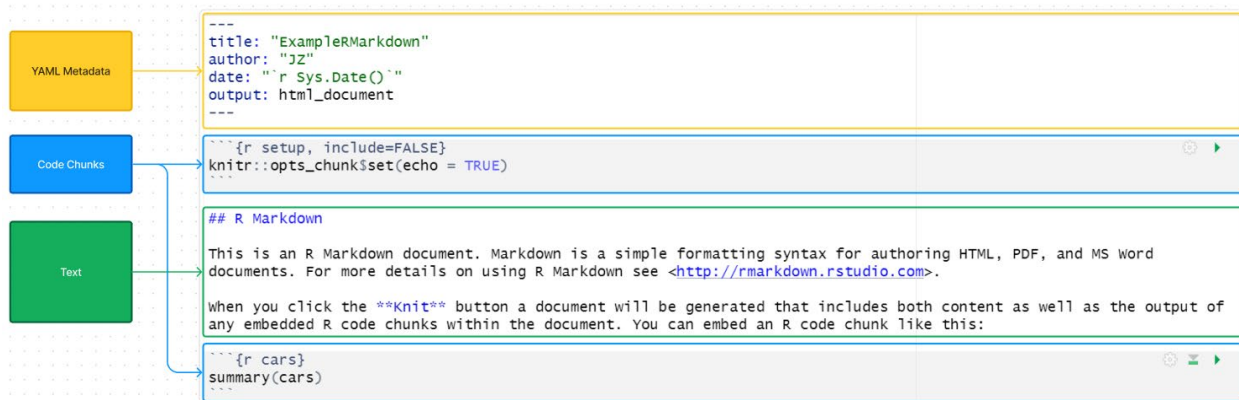 YAML Metadata
---
title: "ExampleRMarkdown"
author: "JZ"
date: "`r Sys.Date()`"
output: html_document
---
Code Chunks
```{r setup, include=FALSE}
knitr::opts_chunk$set(echo = TRUE)
```
Text
## R Markdown
This is an R Markdown document. Markdown is a simple formatting syntax for authoring HTML, PDF, and MS Word
documents. For more details on using R Markdown see <http://rmarkdown.rstudio.com>.
When you click the **Knit** button a document will be generated that includes both content as well as the output of
any embedded R code chunks within the document. You can embed an R code chunk like this:
```{r cars}
summary(cars)
```